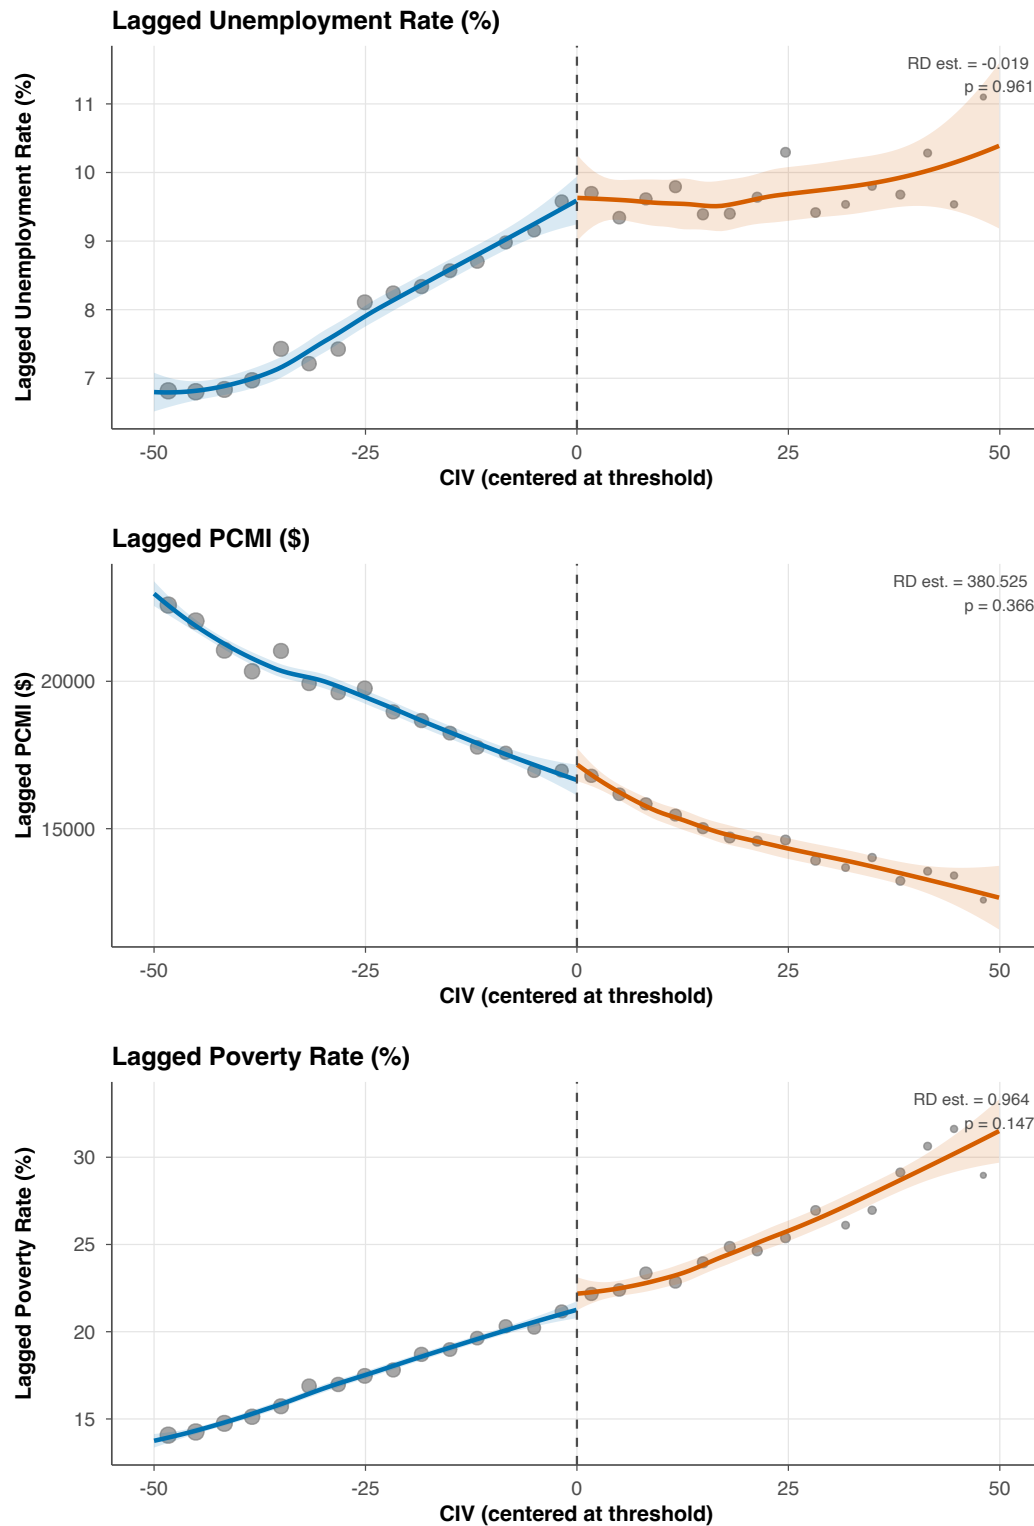 Lagged Unemployment Rate (%)
RD est. = -0.019
p = 0.961
Lagged Unemployment Rate (%)
11
10
9
8
7
-50 -25 0 25 50
CIV (centered at threshold)
Lagged PCMI ($)
RD est. = 380.525
p = 0.366
Lagged PCMI ($)
20000
15000
-50 -25 0 25 50
CIV (centered at threshold)
Lagged Poverty Rate (%)
RD est. = 0.964
p = 0.147
Lagged Poverty Rate (%)
30
25
20
15
-50 -25 0 25 50
CIV (centered at threshold)